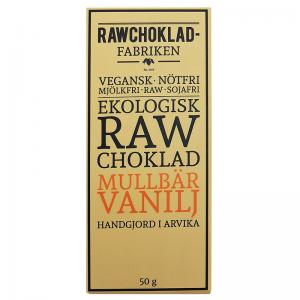 RAWCHOKLAD-
FABRIKEN
VEGANSK · NÖTFRI
MJÖLKFRI · RAW · SOJAFRI
EKOLOGISK
RAW
CHOKLAD
MULLBÄR
VANILJ
HANDGJORD I ARVIKA
50 g